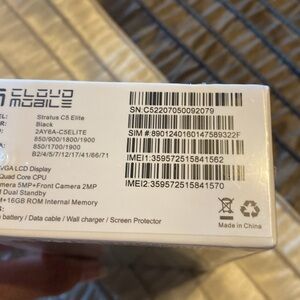 CLOUD
MOBILE
EL: Stratus C5 Elite
R: Black
2AY6A-C5ELITE
850/900/1800/1900
A: 850/1700/1900
B2/4/5/7/12/17/41/66/71
VGA LCD Display
Quad Core CPU
amera 5MP+Front Camera 2MP
Dual Standby
M+16GB ROM Internal Memory
battery / Data cable / Wall charger / Screen Protector
SN:C52207050092079
SIM #:8901240160147589322F
IMEI1:359572515841562
IMEI2:359572515841570
Made in China